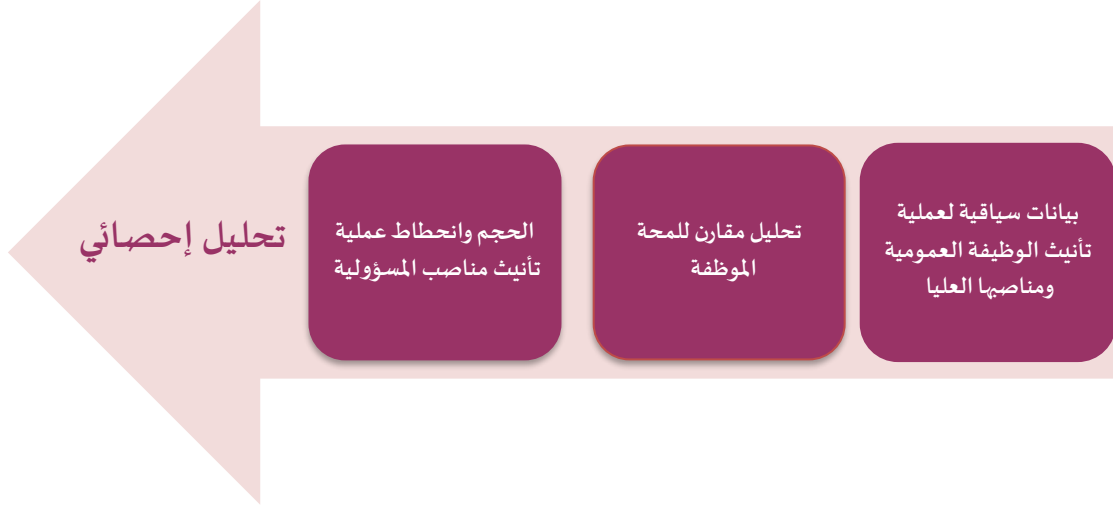 بيانات سياقية لعملية
تأنيث الوظيفة العمومية
ومناصبها العليا
تحليل مقارن للمحة
الموظفة
الحجم وانحطاط عملية
تأنيث مناصب المسؤولية
تحليل إحصائي